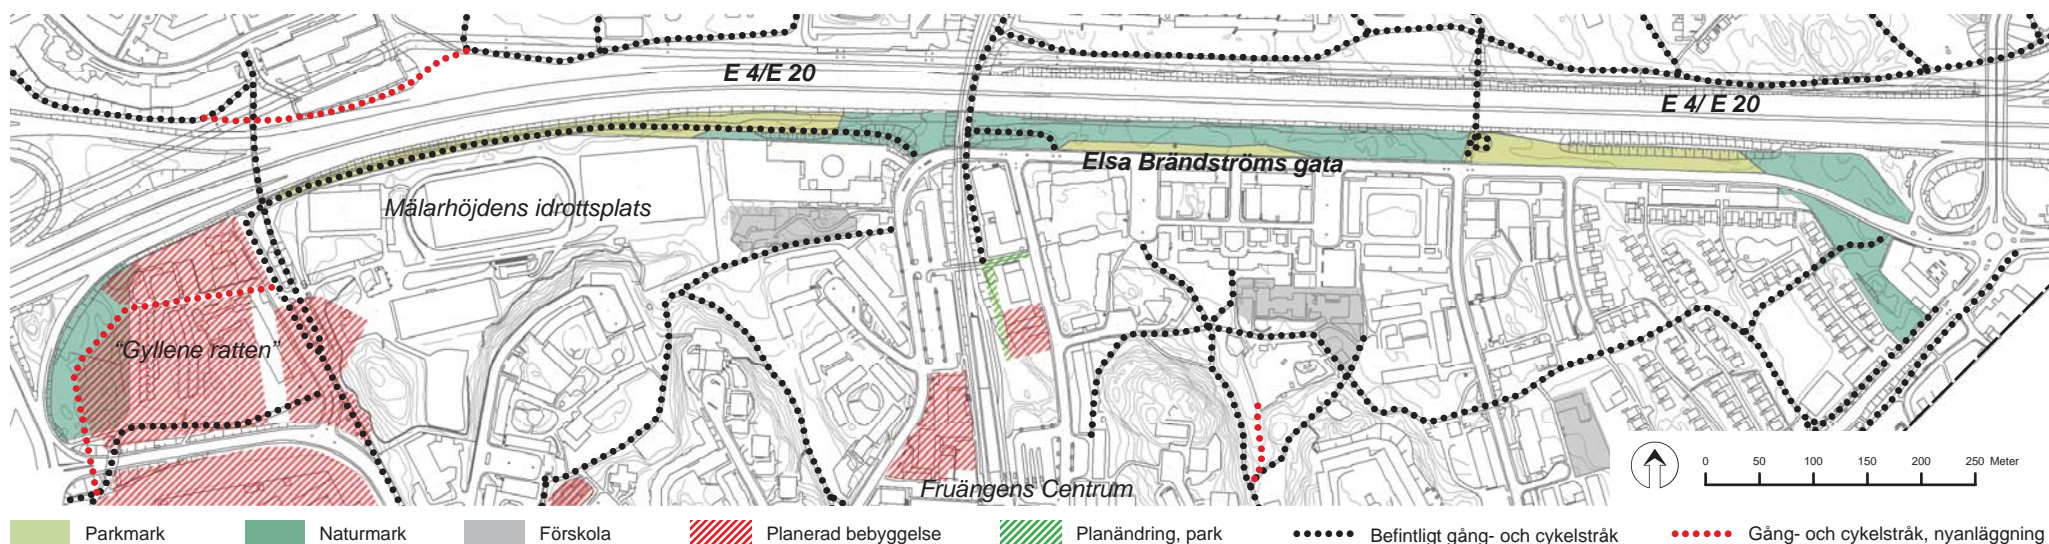 E 4/E 20
E 4/ E 20
Elsa Brändströms gata
Mälarhöjdens idrottsplats
"Gyllene ratten"
Fruängens Centrum
0 50 100 150 200 250 Meter
Parkmark
Naturmark
Förskola
Planerad bebyggelse
Planändring, park
Befintligt gång- och cykelstråk
Gång- och cykelstråk, nyanläggning